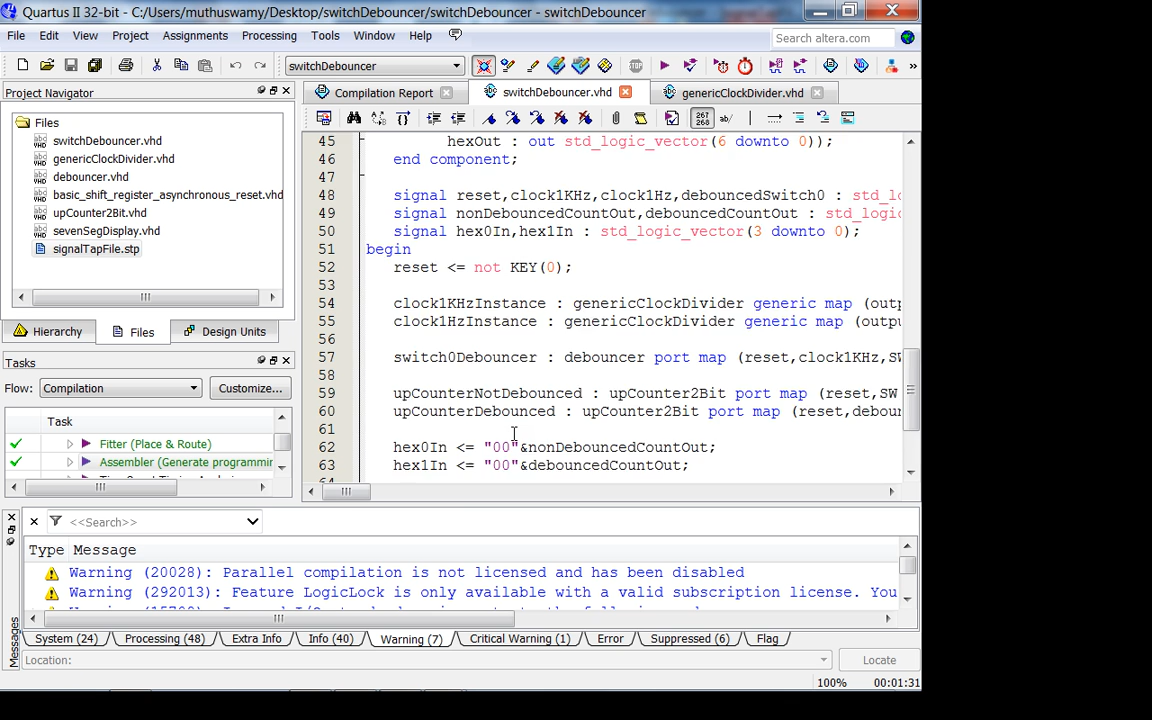 Quartus II 32-bit - C:/Users/muthuswamy/Desktop/switchDebouncer/switchDebouncer - switchDebouncer
File Edit View Project Assignments Processing Tools Window Help
Search altera.com
switchDebouncer
»
Project Navigator
Files
switchDebouncer.vhd
genericClockDivider.vhd
debouncer.vhd
basic_shift_register_asynchronous_reset.vhd
upCounter2Bit.vhd
sevenSegDisplay.vhd
signalTapFile.stp
Hierarchy Files Design Units
Tasks
Flow: Compilation Customize...
Task
Fitter (Place & Route)
Assembler (Generate programmin
Compilation Report switchDebouncer.vhd genericClockDivider.vhd
267
268 ab/
45 hexOut : out std_logic_vector(6 downto 0));
46 end component;
47
48 signal reset,clock1KHz,clock1Hz,debouncedSwitch0 : std_lo
49 signal nonDebouncedCountOut,debouncedCountOut : std_logic
50 signal hex0In,hex1In : std_logic_vector(3 downto 0);
51 begin
52 reset <= not KEY(0);
53
54 clock1KHzInstance : genericClockDivider generic map (outp
55 clock1HzInstance : genericClockDivider generic map (outpu
56
57 switch0Debouncer : debouncer port map (reset,clock1KHz,SW
58
59 upCounterNotDebounced : upCounter2Bit port map (reset,SW
60 upCounterDebounced : upCounter2Bit port map (reset,deboun
61
62 hex0In <= "00"&nonDebouncedCountOut;
63 hex1In <= "00"&debouncedCountOut;
<<Search>>
Type Message
Warning (20028): Parallel compilation is not licensed and has been disabled
Warning (292013): Feature LogicLock is only available with a valid subscription license. You
System (24) Processing (48) Extra Info Info (40) Warning (7) Critical Warning (1) Error Suppressed (6) Flag
Messages
Location: Locate
100% 00:01:31